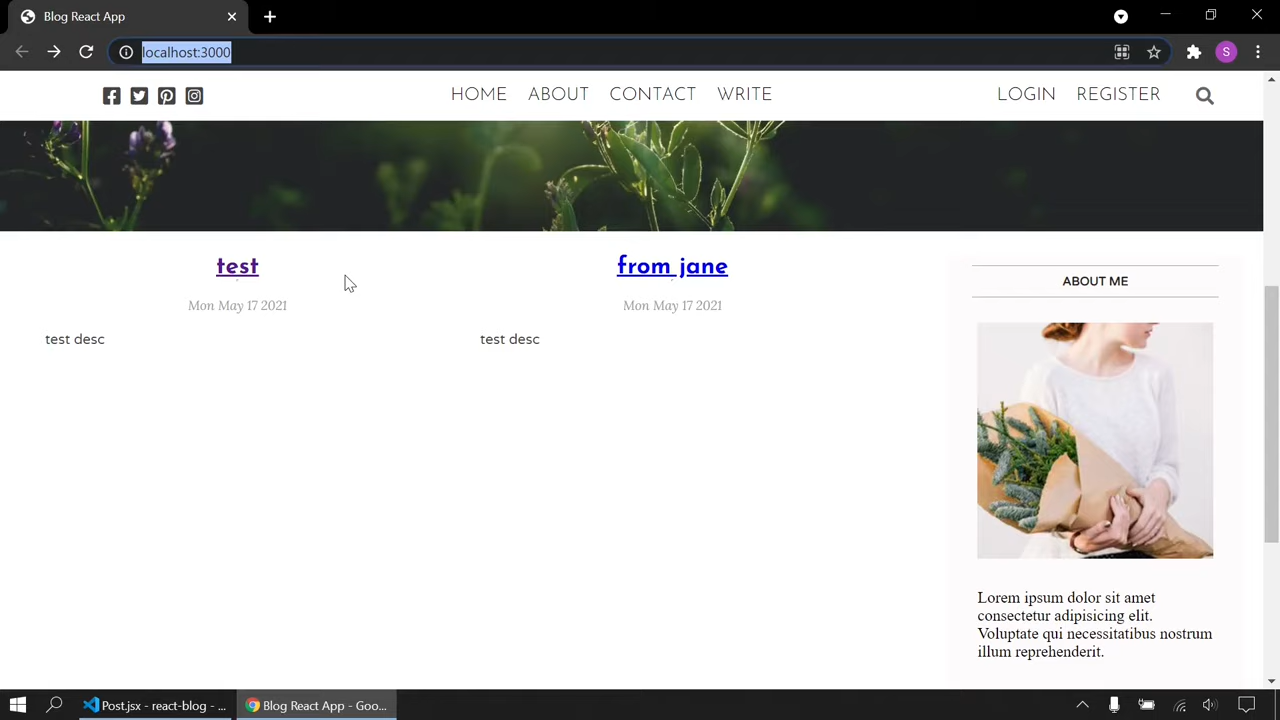 Blog React App
localhost:3000
S
HOME ABOUT CONTACT WRITE
LOGIN REGISTER
test
Mon May 17 2021
test desc
from jane
Mon May 17 2021
test desc
ABOUT ME
Lorem ipsum dolor sit amet
consectetur adipisicing elit.
Voluptate qui necessitatibus nostrum
illum reprehenderit.
Post.jsx - react-blog - ...
Blog React App - Goo...